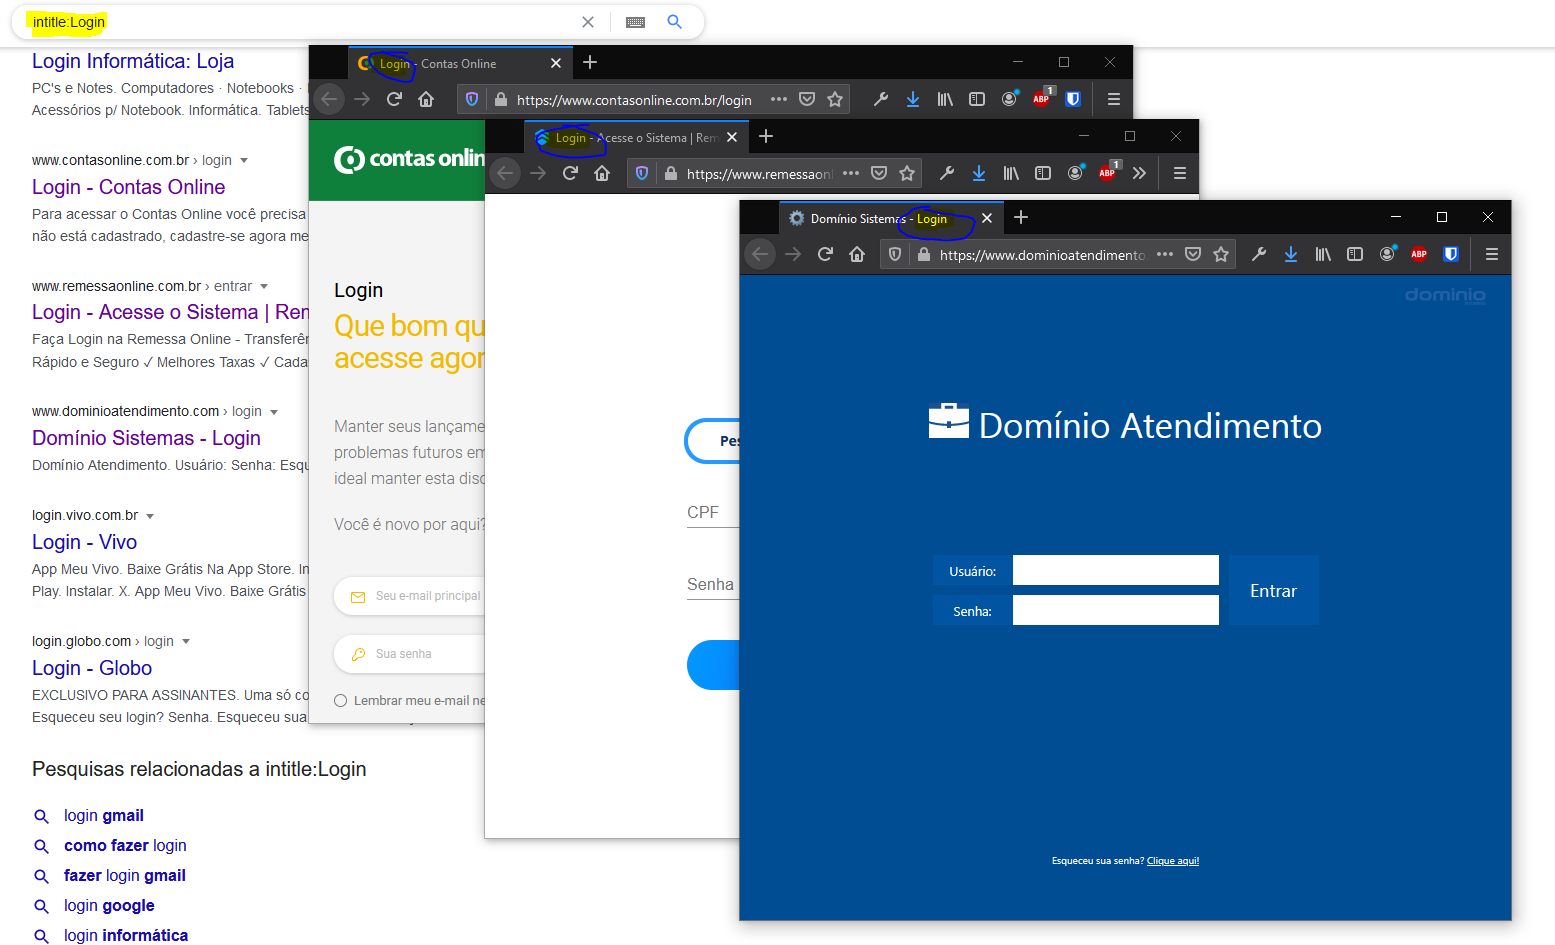 intitle:Login
Login Informática: Loja
PC's e Notes. Computadores · Notebooks ·
Acessórios p/ Notebook. Informática. Tablets
www.contasonline.com.br › login
Login - Contas Online
Para acessar o Contas Online você precisa
não está cadastrado, cadastre-se agora me
www.remessaonline.com.br › entrar
Login - Acesse o Sistema | Rem
Faça Login na Remessa Online - Transferên
Rápido e Seguro ✓ Melhores Taxas ✓ Cada
www.dominioatendimento.com › login
Domínio Sistemas - Login
Domínio Atendimento. Usuário: Senha: Esqu
login.vivo.com.br
Login - Vivo
App Meu Vivo. Baixe Grátis Na App Store. In
Play. Instalar. X. App Meu Vivo. Baixe Grátis
login.globo.com › login
Login - Globo
EXCLUSIVO PARA ASSINANTES. Uma só co
Esqueceu seu login? Senha. Esqueceu sua
Pesquisas relacionadas a intitle:Login
login gmail
como fazer login
fazer login gmail
login google
login informática
Login - Contas Online
https://www.contasonline.com.br/login
ABP 1
contas onlin
Login
Que bom qu
acesse agor
Manter seus lançame
problemas futuros em
ideal manter esta disc
Você é novo por aqui?
Seu e-mail principal
Sua senha
Lembrar meu e-mail ne
Login - Acesse o Sistema | Rem
https://www.remessaonl
ABP 1
Pes
CPF
Senha
Domínio Sistemas - Login
https://www.dominioatendimento.
ABP
dominio
Domínio Atendimento
Usuário:
Senha:
Entrar
Esqueceu sua senha? Clique aqui!